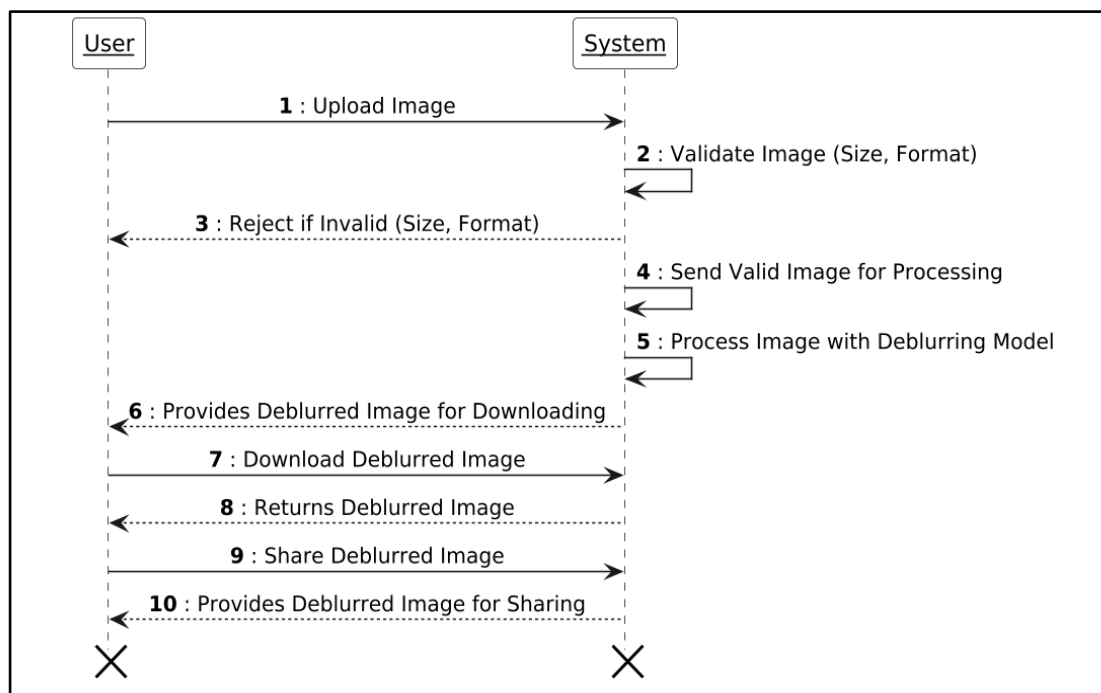 User
System
1 : Upload Image
2 : Validate Image (Size, Format)
3 : Reject if Invalid (Size, Format)
4 : Send Valid Image for Processing
5 : Process Image with Deblurring Model
6 : Provides Deblurred Image for Downloading
7 : Download Deblurred Image
8 : Returns Deblurred Image
9 : Share Deblurred Image
10 : Provides Deblurred Image for Sharing